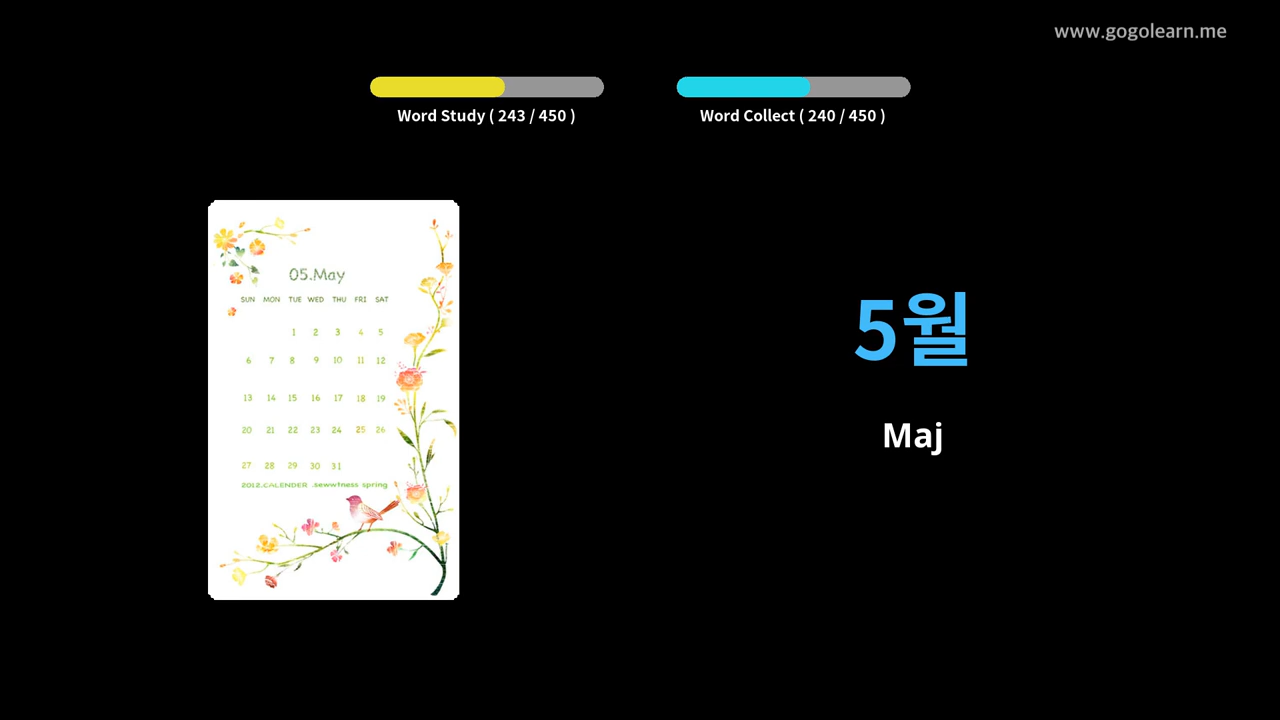 www.gogolearn.me
Word Study ( 243 / 450 )
Word Collect ( 240 / 450 )
05.May
SUN MON TUE WED THU FRI SAT
1 2 3 4 5
6 7 8 9 10 11 12
13 14 15 16 17 18 19
20 21 22 23 24 25 26
27 28 29 30 31
2012.CALENDER .sewwtness spring
5월
Maj